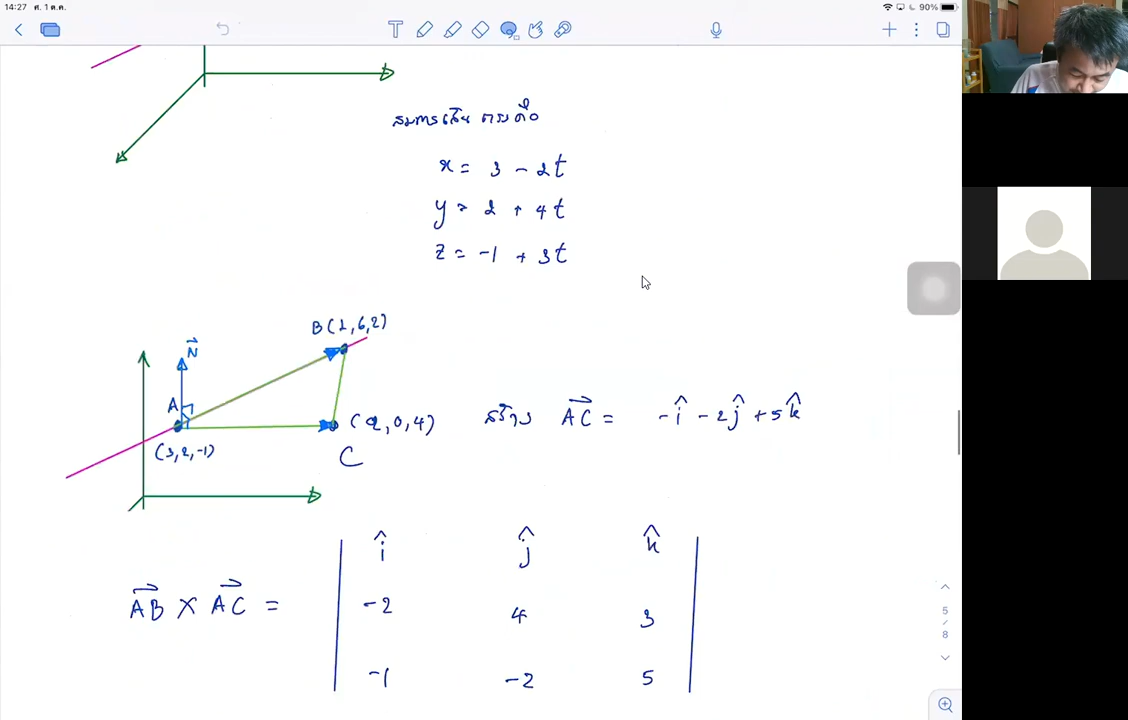 14:27 ศ. 1 ต.ค.
90%
สมการเส้นตรงคือ
x = 3 - 2t
y = 2 + 4t
z = -1 + 3t
B(1,6,2)
N
A
(3,2,-1)
(2,0,4)
C
สร้าง AC = -î - 2ĵ + 5k̂
î ĵ k̂
AB × AC = -2 4 3
-1 -2 5
5
/
8